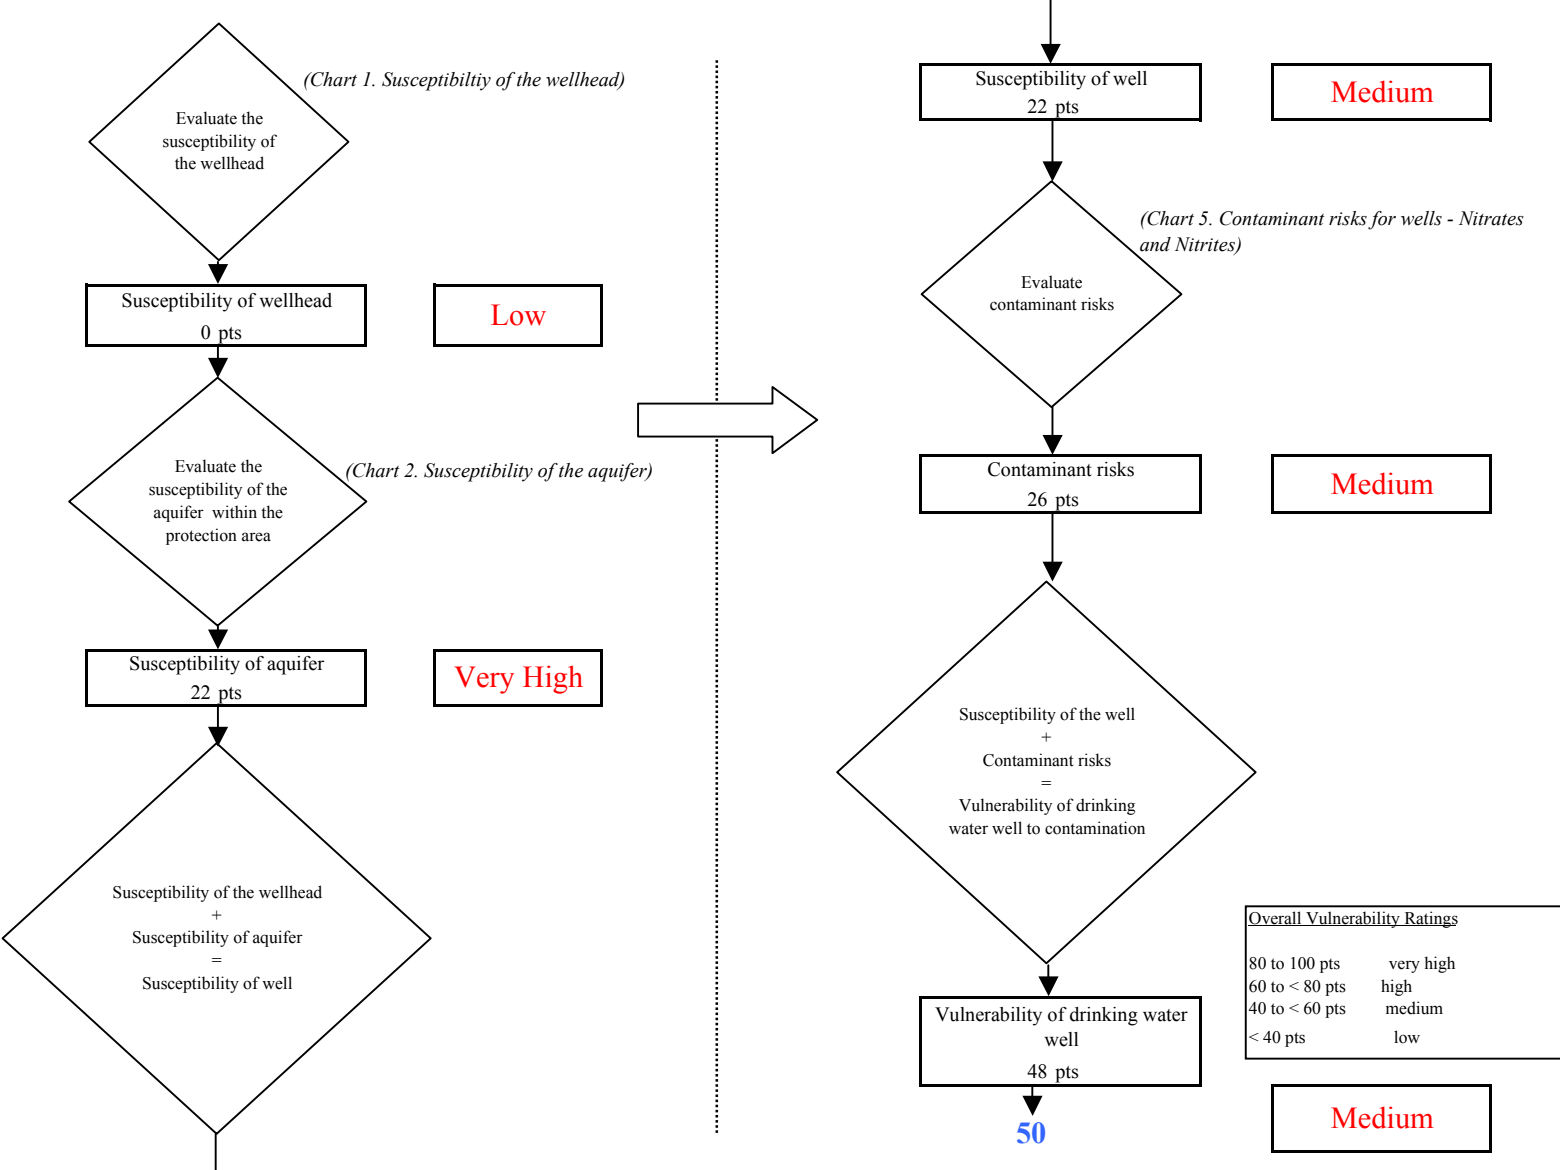 (Chart 1. Susceptibiltiy of the wellhead)
Evaluate the
susceptibility of
the wellhead
Susceptibility of wellhead
0 pts
Low
(Chart 2. Susceptibility of the aquifer)
Evaluate the
susceptibility of the
aquifer within the
protection area
Susceptibility of aquifer
22 pts
Very High
Susceptibility of the wellhead
+
Susceptibility of aquifer
=
Susceptibility of well
Susceptibility of well
22 pts
Medium
(Chart 5. Contaminant risks for wells - Nitrates
and Nitrites)
Evaluate
contaminant risks
Contaminant risks
26 pts
Medium
Susceptibility of the well
+
Contaminant risks
=
Vulnerability of drinking
water well to contamination
Overall Vulnerability Ratings
80 to 100 pts very high
60 to < 80 pts high
40 to < 60 pts medium
< 40 pts low
Vulnerability of drinking water
well
48 pts
50
Medium